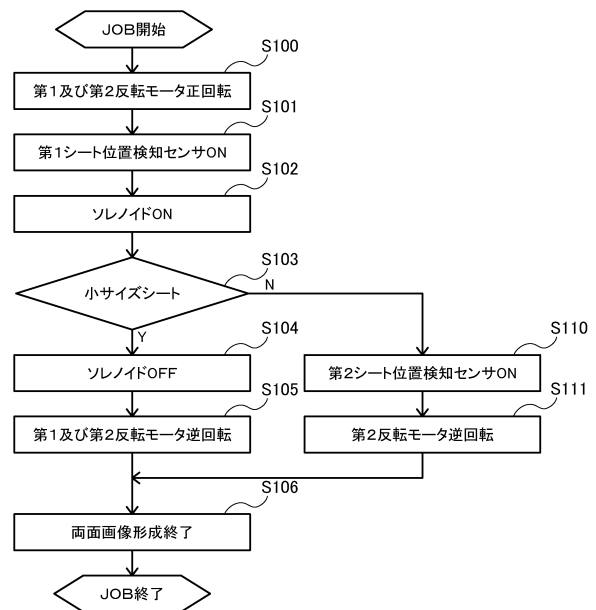 JOB開始
S100
第1及び第2反転モータ正回転
S101
第1シート位置検知センサON
S102
ソレノイドON
S103
小サイズシート
N
Y
S104
ソレノイドOFF
S110
第2シート位置検知センサON
S105
第1及び第2反転モータ逆回転
S111
第2反転モータ逆回転
S106
両面画像形成終了
JOB終了